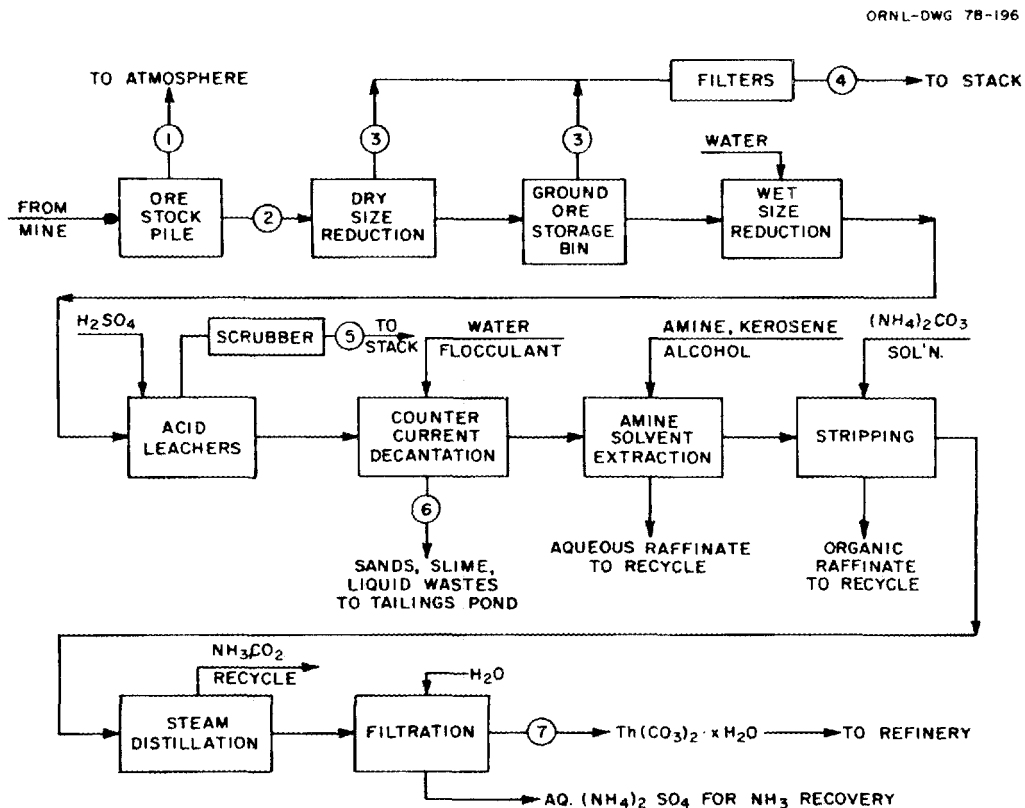 ORNL-DWG 78-196
TO ATMOSPHERE
FILTERS
4
TO STACK
1
3
3
WATER
FROM
MINE
ORE
STOCK
PILE
2
DRY
SIZE
REDUCTION
GROUND
ORE
STORAGE
BIN
WET
SIZE
REDUCTION
H₂SO₄
SCRUBBER
5
TO
STACK
WATER
FLOCCULANT
AMINE, KEROSENE
ALCOHOL
(NH₄)₂CO₃
SOL'N.
ACID
LEACHERS
COUNTER
CURRENT
DECANTATION
AMINE
SOLVENT
EXTRACTION
STRIPPING
6
SANDS, SLIME,
LIQUID WASTES
TO TAILINGS POND
AQUEOUS RAFFINATE
TO RECYCLE
ORGANIC
RAFFINATE
TO RECYCLE
NH₃,CO₂
RECYCLE
H₂O
STEAM
DISTILLATION
FILTRATION
7
Th(CO₃)₂·xH₂O
TO REFINERY
AQ. (NH₄)₂ SO₄ FOR NH₃ RECOVERY